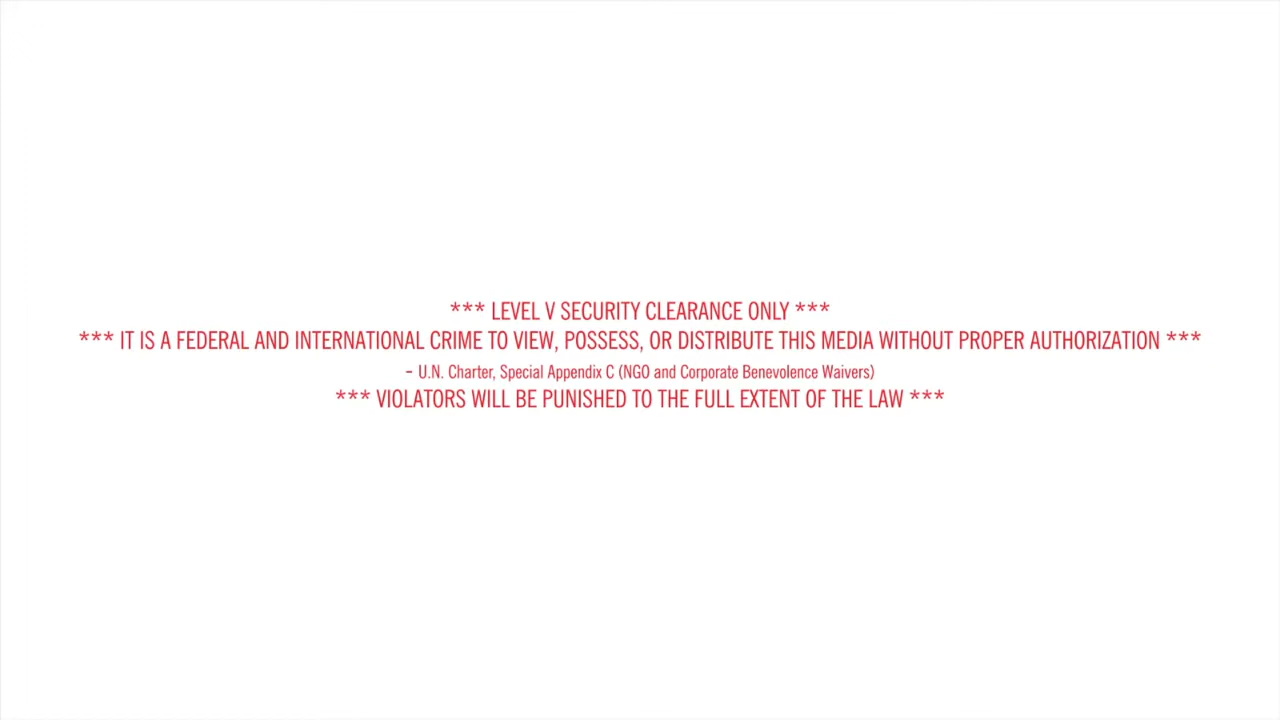 *** LEVEL V SECURITY CLEARANCE ONLY ***
*** IT IS A FEDERAL AND INTERNATIONAL CRIME TO VIEW, POSSESS, OR DISTRIBUTE THIS MEDIA WITHOUT PROPER AUTHORIZATION ***
– U.N. Charter, Special Appendix C (NGO and Corporate Benevolence Waivers)
*** VIOLATORS WILL BE PUNISHED TO THE FULL EXTENT OF THE LAW ***